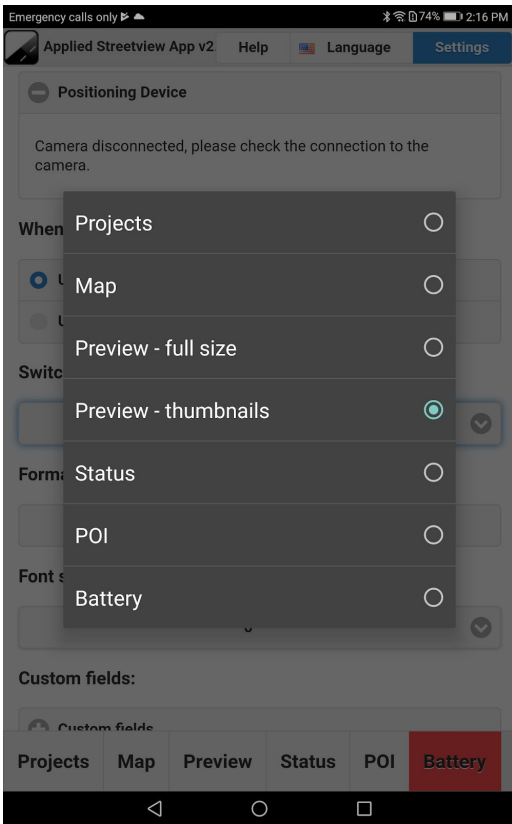 Emergency calls only
74%
2:16 PM
Applied Streetview App v2
Help
Language
Settings
Positioning Device
Camera disconnected, please check the connection to the
camera.
When
Projects
Map
Preview - full size
Switc
Preview - thumbnails
Forma
Status
POI
Font s
Battery
Custom fields:
Custom fields
Projects
Map
Preview
Status
POI
Battery